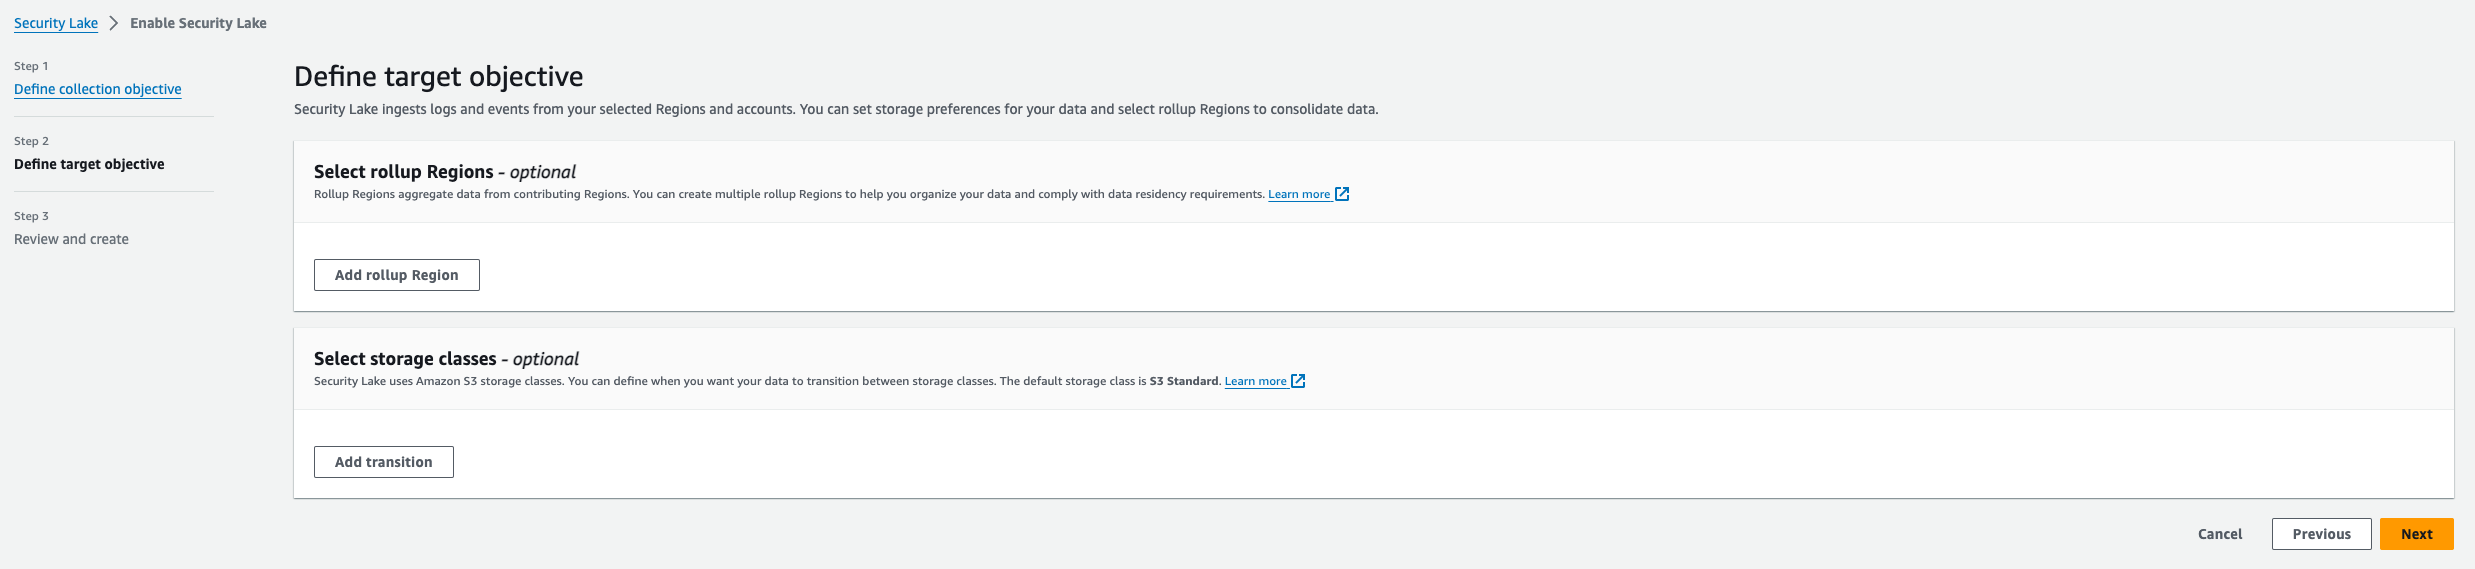 Security Lake > Enable Security Lake
Step 1
Define collection objective
Step 2
Define target objective
Step 3
Review and create
Define target objective
Security Lake ingests logs and events from your selected Regions and accounts. You can set storage preferences for your data and select rollup Regions to consolidate data.
Select rollup Regions - optional
Rollup Regions aggregate data from contributing Regions. You can create multiple rollup Regions to help you organize your data and comply with data residency requirements. Learn more
Add rollup Region
Select storage classes - optional
Security Lake uses Amazon S3 storage classes. You can define when you want your data to transition between storage classes. The default storage class is S3 Standard. Learn more
Add transition
Cancel
Previous
Next